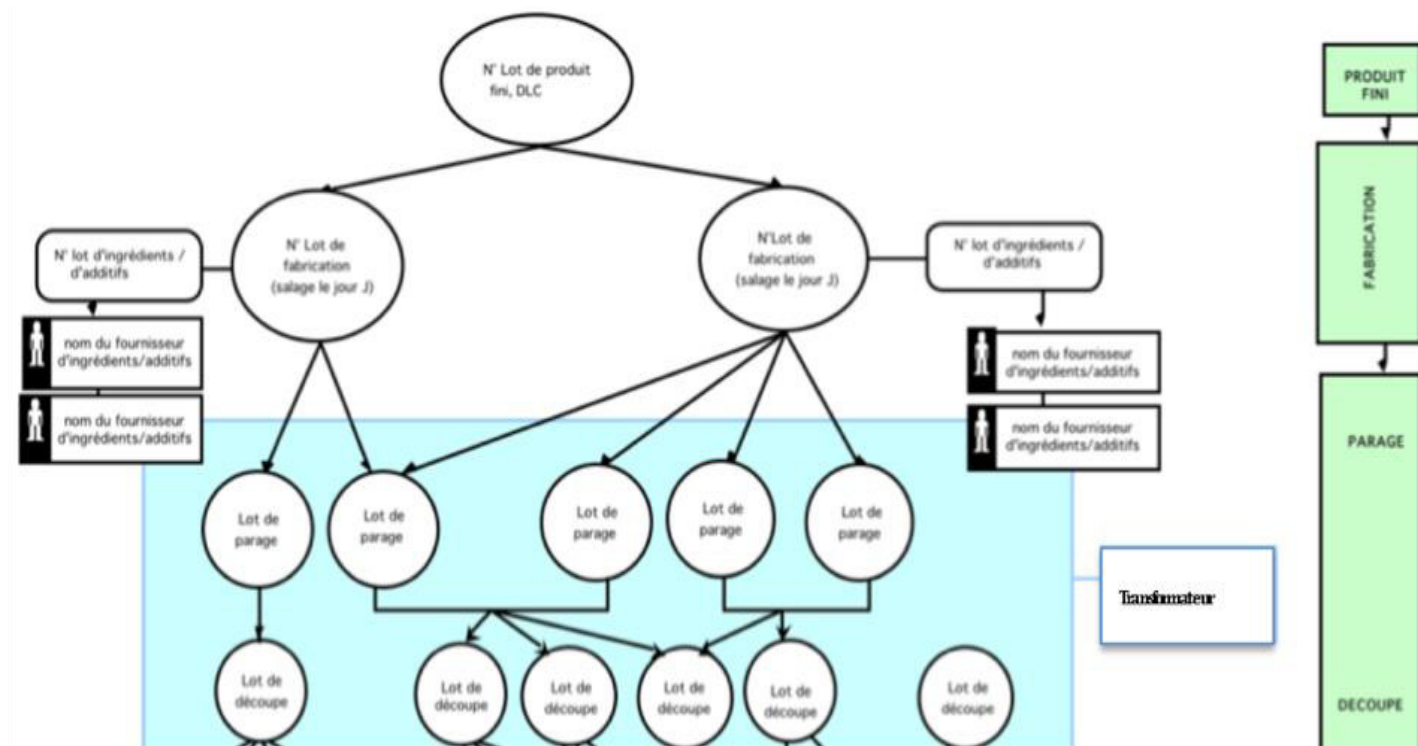 N° Lot de produit
fini, DLC
PRODUIT
FINI
N° Lot de
fabrication
(salage le jour J)
N°Lot de
fabrication
(salage le jour J)
N° lot d'ingrédients /
d'additifs
N° lot d'ingrédients /
d'additifs
FABRICATION
nom du fournisseur
d'ingrédients/additifs
nom du fournisseur
d'ingrédients/additifs
nom du fournisseur
d'ingrédients/additifs
nom du fournisseur
d'ingrédients/additifs
PARAGE
Lot de
parage
Lot de
parage
Lot de
parage
Lot de
parage
Lot de
parage
Transformateur
Lot de
découpe
Lot de
découpe
Lot de
découpe
Lot de
découpe
Lot de
découpe
Lot de
découpe
DECOUPE